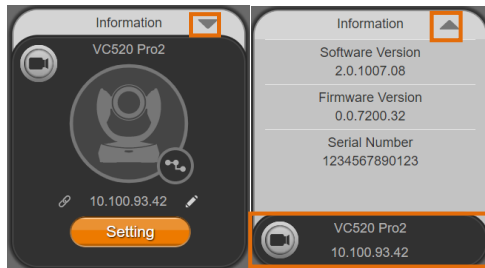 Information
VC520 Pro2
10.100.93.42
Setting
Information
Software Version
2.0.1007.08
Firmware Version
0.0.7200.32
Serial Number
1234567890123
VC520 Pro2
10.100.93.42